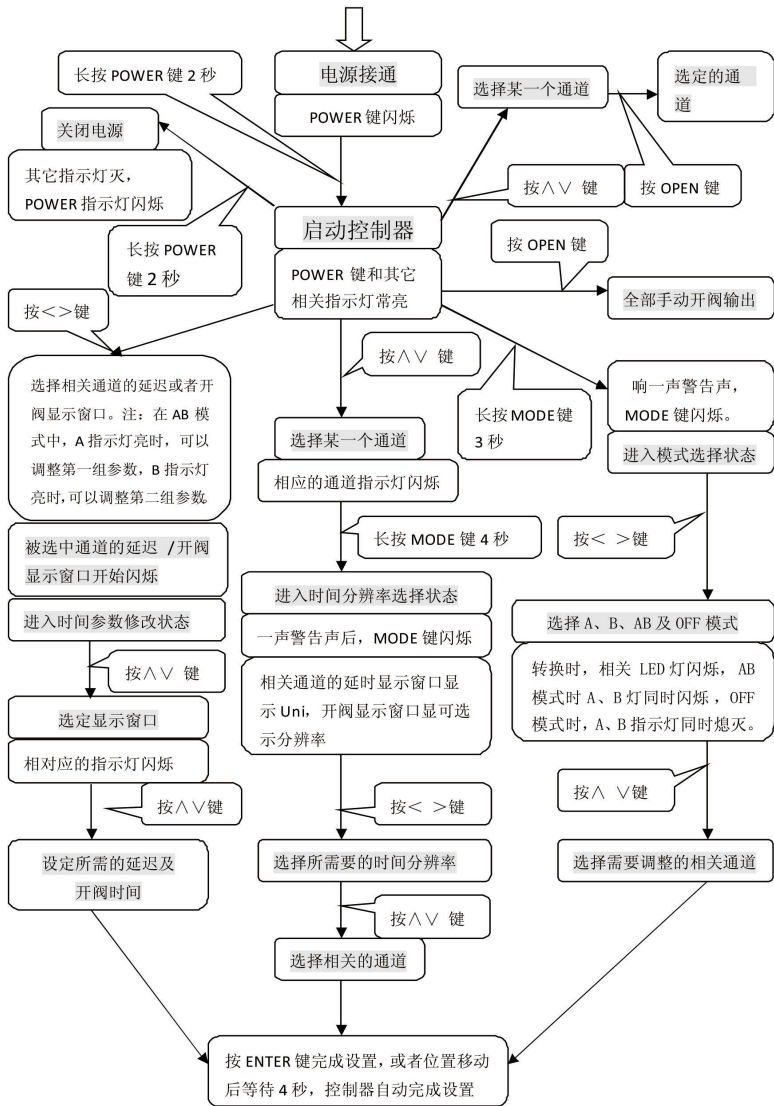 长按 POWER 键 2 秒
电源接通
POWER 键闪烁
选择某一个通道
选定的通
道
关闭电源
其它指示灯灭，
POWER 指示灯闪烁
按∧∨ 键
按 OPEN 键
长按 POWER
键 2 秒
启动控制器
POWER 键和其它
相关指示灯常亮
按 OPEN 键
全部手动开阀输出
按＜＞键
按∧∨ 键
长按 MODE 键
3 秒
响一声警告声，
MODE 键闪烁。
进入模式选择状态
选择相关通道的延迟或者开
阀显示窗口。注：在 AB 模
式中，A 指示灯亮时，可以
调整第一组参数，B 指示灯
亮时,可以调整第二组参数
选择某一个通道
相应的通道指示灯闪烁
长按 MODE 键 4 秒
按＜ ＞键
被选中通道的延迟 /开阀
显示窗口开始闪烁
进入时间参数修改状态
进入时间分辨率选择状态
一声警告声后，MODE 键闪烁
相关通道的延时显示窗口显
示 Uni，开阀显示窗口显可选
示分辨率
选择 A、B、AB 及 OFF 模式
转换时，相关 LED 灯闪烁，AB
模式时 A、B 灯同时闪烁，OFF
模式时，A、B 指示灯同时熄灭。
按∧∨ 键
选定显示窗口
相对应的指示灯闪烁
按∧∨键
按＜ ＞键
按∧ ∨键
设定所需的延迟及
开阀时间
选择所需要的时间分辨率
选择需要调整的相关通道
按∧∨ 键
选择相关的通道
按 ENTER 键完成设置，或者位置移动
后等待 4 秒，控制器自动完成设置